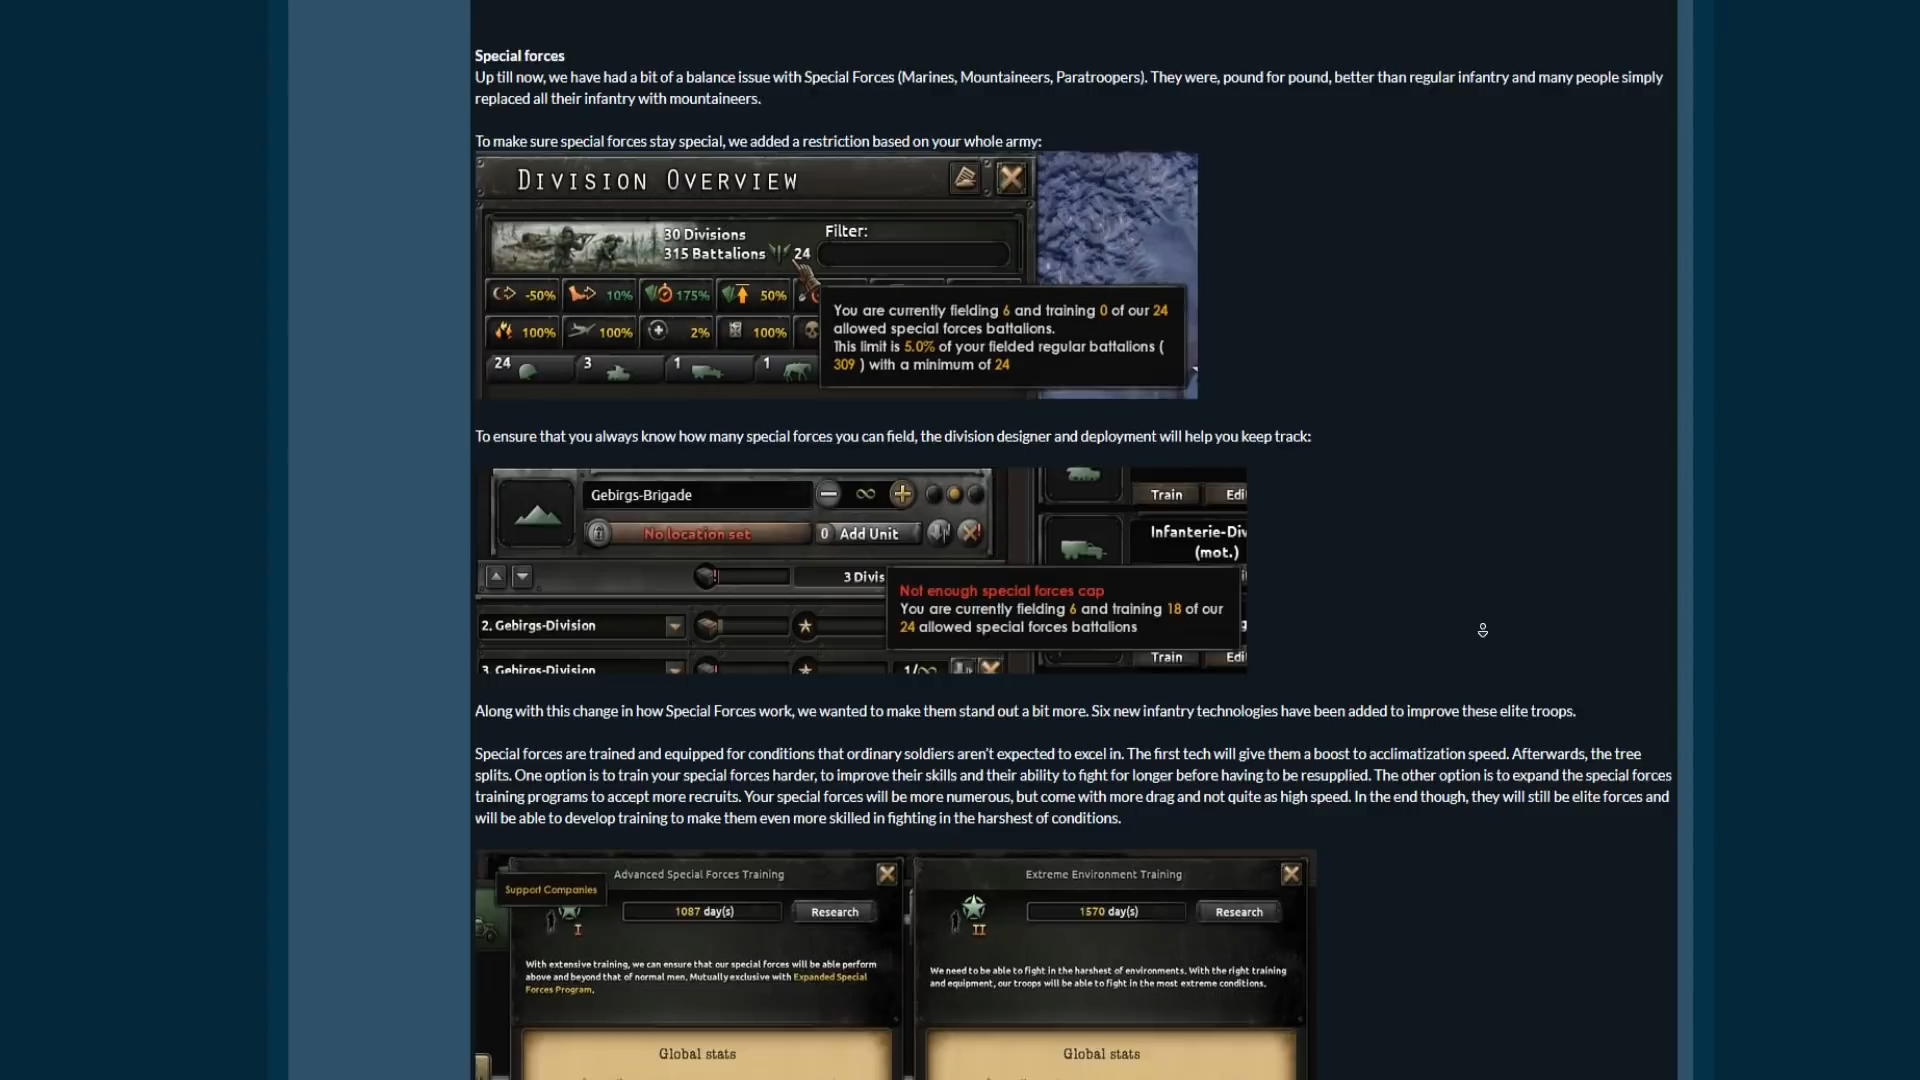 Special forces
Up till now, we have had a bit of a balance issue with Special Forces (Marines, Mountaineers, Paratroopers). They were, pound for pound, better than regular infantry and many people simply
replaced all their infantry with mountaineers.
To make sure special forces stay special, we added a restriction based on your whole army:
DIVISION OVERVIEW
30 Divisions
315 Battalions 24
Filter:
-50% 10% 175% 50%
100% 100% 2% 100%
24 3 1 1
You are currently fielding 6 and training 0 of our 24
allowed special forces battalions.
This limit is 5.0% of your fielded regular battalions (
309 ) with a minimum of 24
To ensure that you always know how many special forces you can field, the division designer and deployment will help you keep track:
Gebirgs-Brigade
No location set
0 Add Unit
3 Divis
2. Gebirgs-Division
3. Gebirgs-Division
1/∞
Train Edi
Infanterie-Div
(mot.)
Not enough special forces cap
You are currently fielding 6 and training 18 of our
24 allowed special forces battalions
Train Edi
Along with this change in how Special Forces work, we wanted to make them stand out a bit more. Six new infantry technologies have been added to improve these elite troops.
Special forces are trained and equipped for conditions that ordinary soldiers aren't expected to excel in. The first tech will give them a boost to acclimatization speed. Afterwards, the tree
splits. One option is to train your special forces harder, to improve their skills and their ability to fight for longer before having to be resupplied. The other option is to expand the special forces
training programs to accept more recruits. Your special forces will be more numerous, but come with more drag and not quite as high speed. In the end though, they will still be elite forces and
will be able to develop training to make them even more skilled in fighting in the harshest of conditions.
Support Companies
Advanced Special Forces Training
I
1087 day(s)
Research
With extensive training, we can ensure that our special forces will be able perform
above and beyond that of normal men. Mutually exclusive with Expanded Special
Forces Program.
Global stats
Extreme Environment Training
II
1570 day(s)
Research
We need to be able to fight in the harshest of environments. With the right training
and equipment, our troops will be able to fight in the most extreme conditions.
Global stats